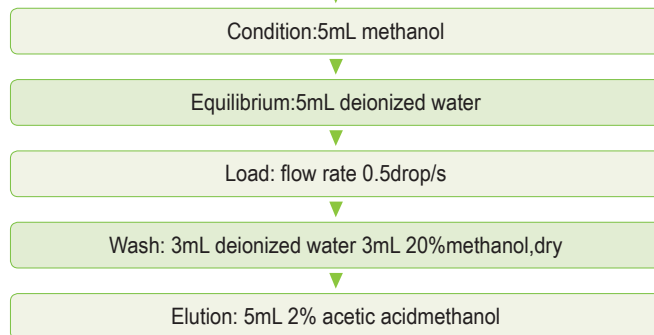 Condition:5mL methanol
Equilibrium:5mL deionized water
Load: flow rate 0.5drop/s
Wash: 3mL deionized water 3mL 20%methanol,dry
Elution: 5mL 2% acetic acidmethanol